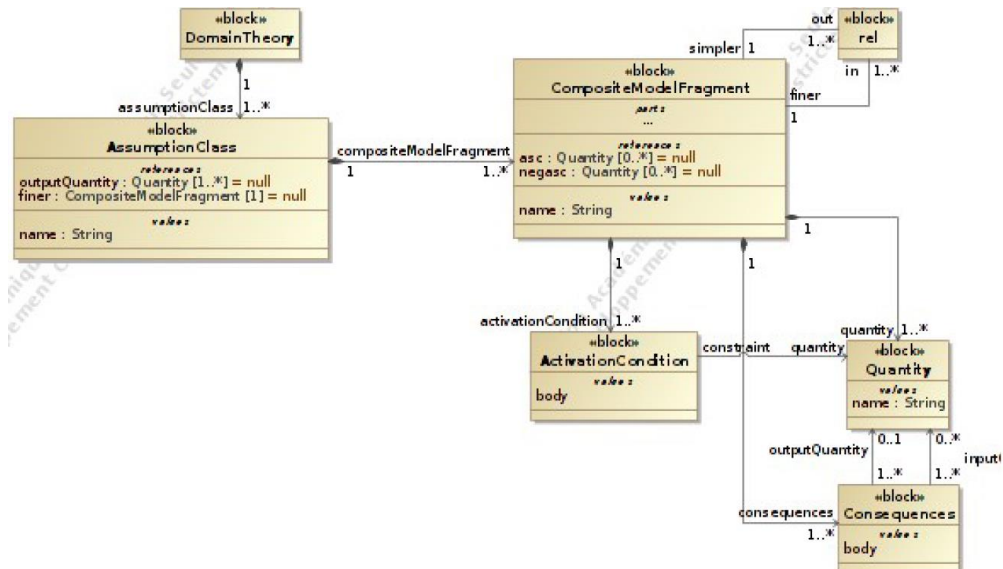 «block»
DomainTheory
1
assumptionClass 1..*
«block»
AssumptionClass
references
outputQuantity : Quantity [1..*] = null
finer : CompositeModelFragment [1] = null
values
name : String
compositeModelFragment
1 1..*
«block»
CompositeModelFragment
parts
...
references
asc : Quantity [0..*] = null
negasc : Quantity [0..*] = null
values
name : String
out
simpler 1 1..*
«block»
rel
in 1..*
finer
1
1
1
1
activationCondition 1..*
«block»
ActivationCondition
values
body
constraint quantity
quantity 1..*
«block»
Quantity
values
name : String
0..1 0..*
outputQuantity
1..* 1..*
consequences
1..*
«block»
Consequences
values
body